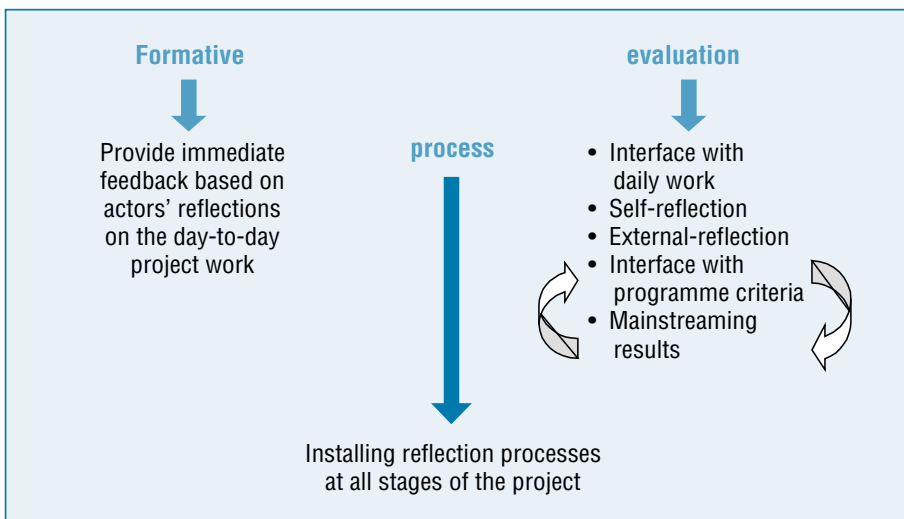 Formative
Provide immediate
feedback based on
actors’ reflections
on the day-to-day
project work
process
Installing reflection processes
at all stages of the project
evaluation
• Interface with
daily work
• Self-reflection
• External-reflection
• Interface with
programme criteria
• Mainstreaming
results